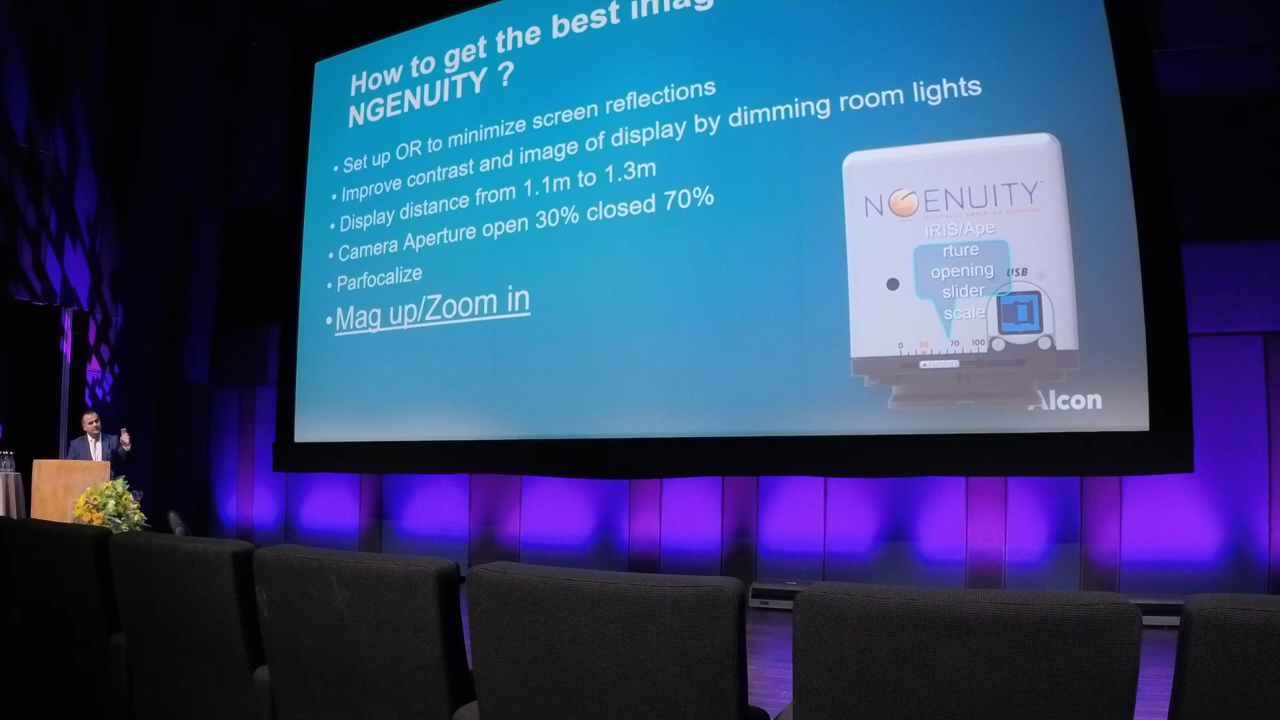 How to get the best imag
NGENUITY ?
• Set up OR to minimize screen reflections
• Improve contrast and image of display by dimming room lights
• Display distance from 1.1m to 1.3m
• Camera Aperture open 30% closed 70%
• Parfocalize
• Mag up/Zoom in
NGENUITY™
IRIS/Ape
rture
opening
slider
scale
USB
0 30 70 100
Alcon